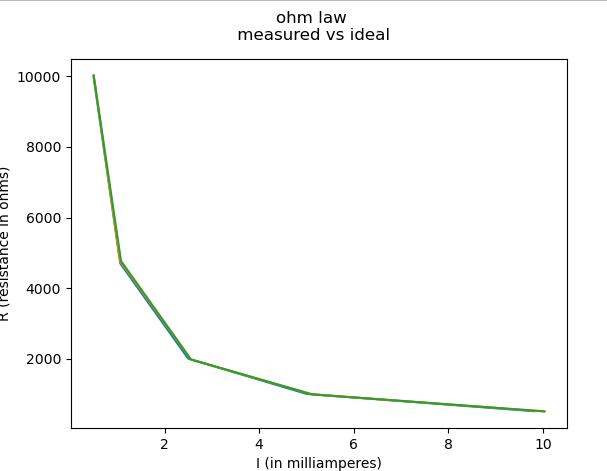 ohm law
measured vs ideal
10000
8000
6000
4000
2000
R (resistance in ohms)
2
4
6
8
10
I (in milliamperes)